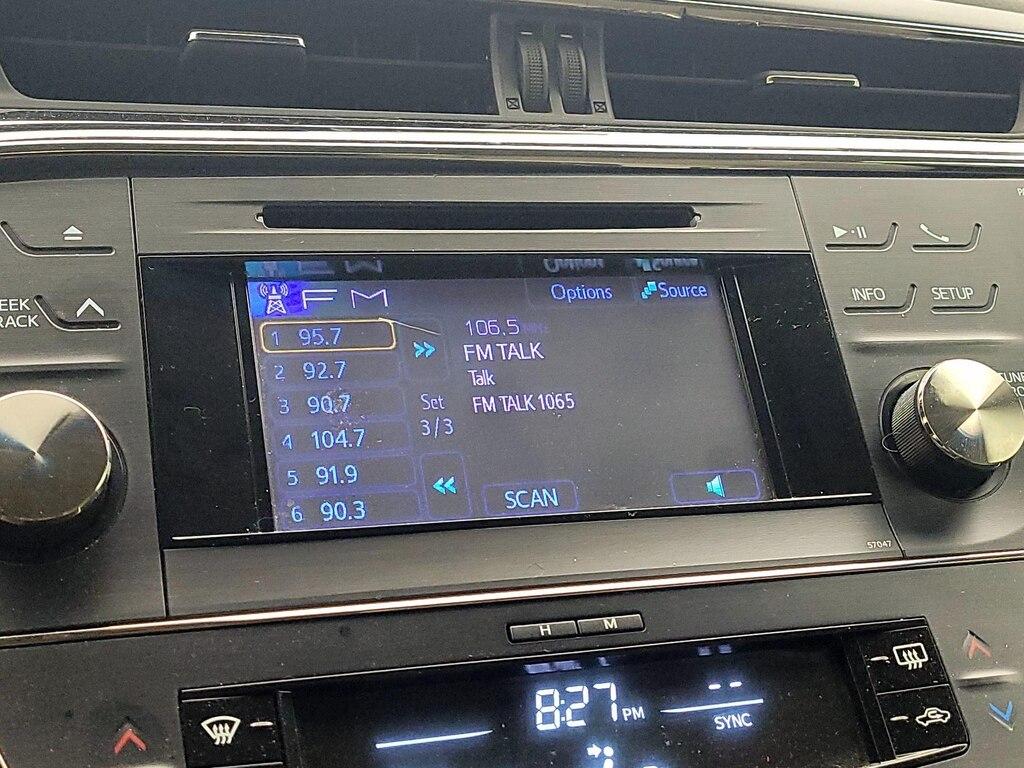 SEEK
TRACK
FM
Options
Source
1 95.7
2 92.7
3 90.7
4 104.7
5 91.9
6 90.3
Set
3/3
106.5 MHz
FM TALK
Talk
FM TALK 1065
SCAN
INFO
SETUP
TUNE
57047
H
M
8:27 PM
--
SYNC